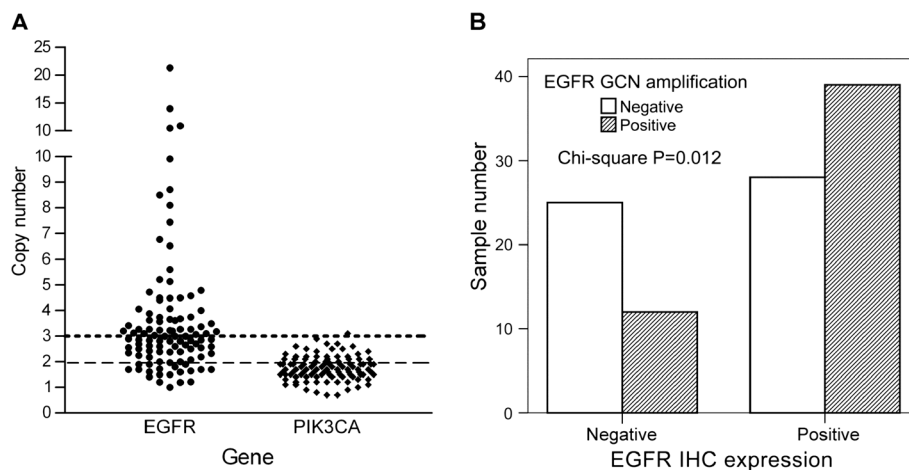 A
Copy number
25
20
15
10
10
9
8
7
6
5
4
3
2
1
0
EGFR
PIK3CA
Gene
B
Sample number
40
30
20
10
0
EGFR GCN amplification
Negative
Positive
Chi-square P=0.012
Negative
Positive
EGFR IHC expression